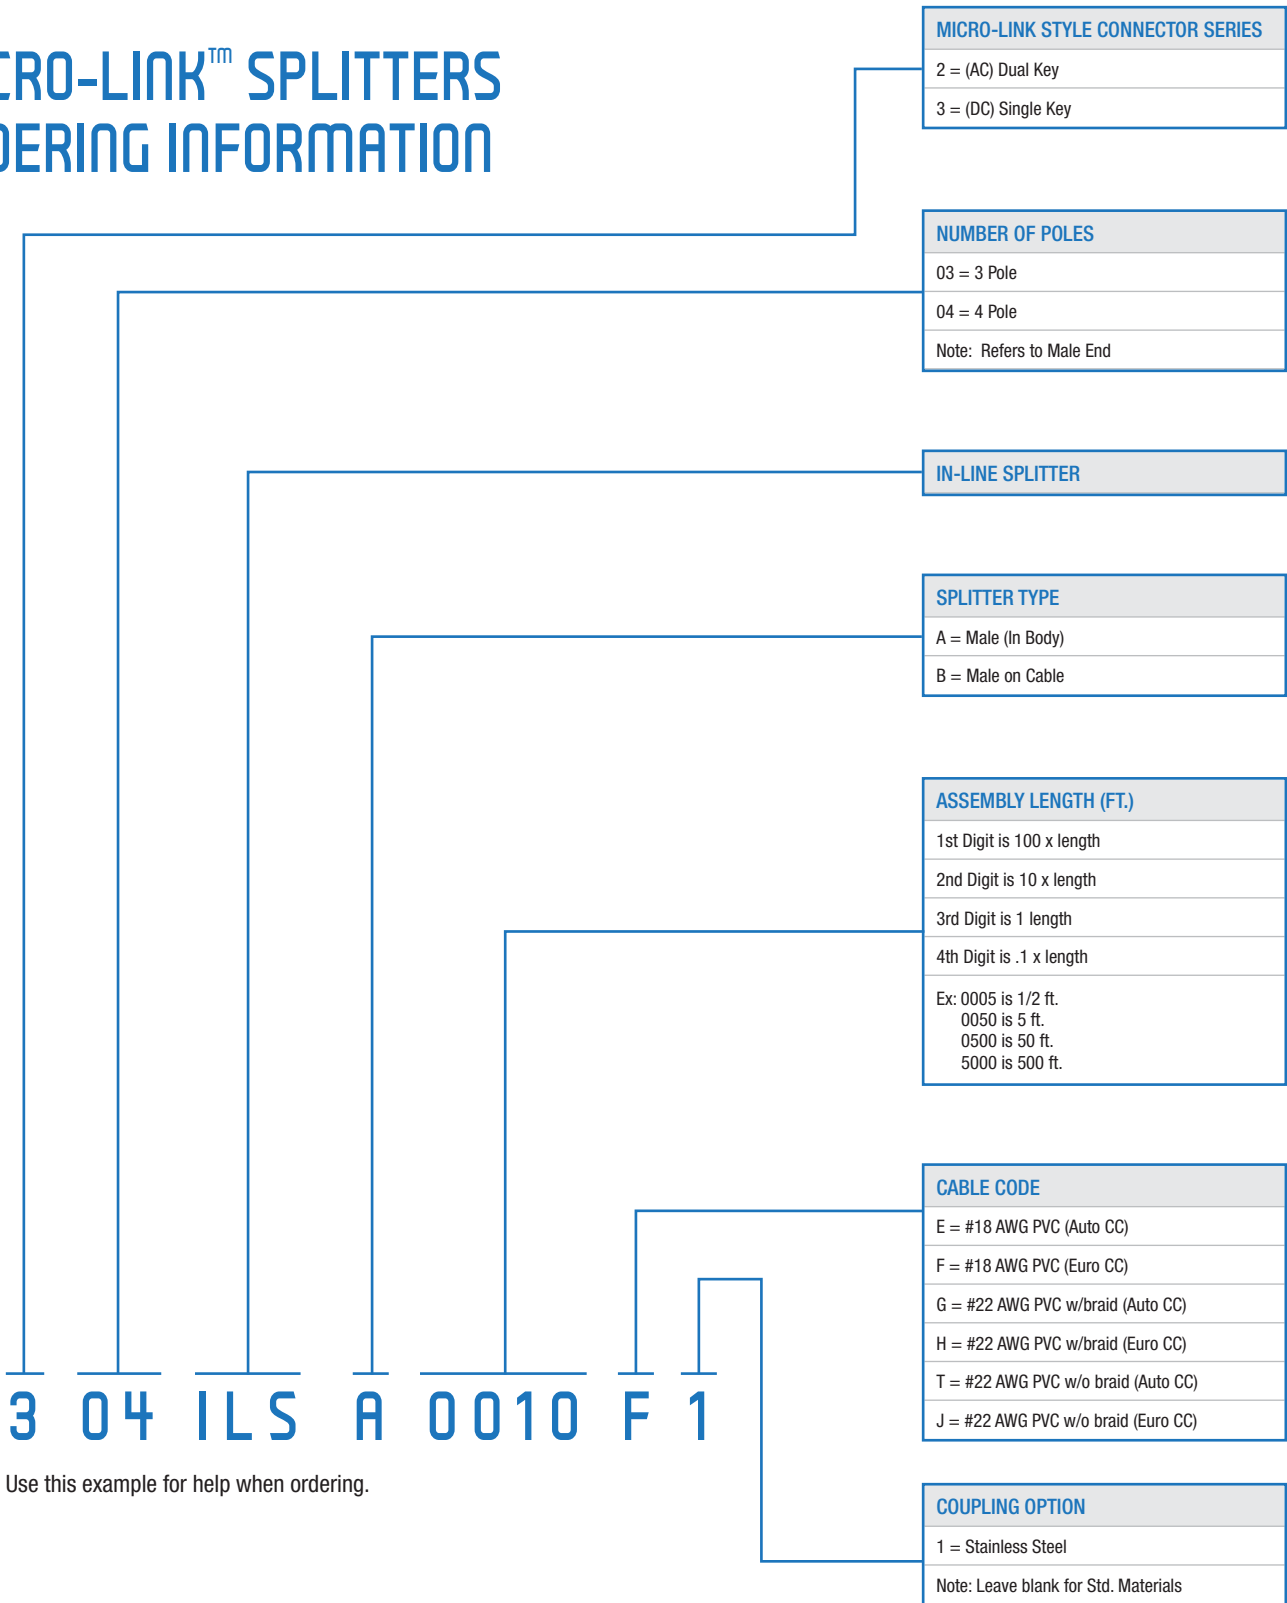 CRO-LINK™ SPLITTERS
DERING INFORMATION
MICRO-LINK STYLE CONNECTOR SERIES
2 = (AC) Dual Key
3 = (DC) Single Key
NUMBER OF POLES
03 = 3 Pole
04 = 4 Pole
Note: Refers to Male End
IN-LINE SPLITTER
SPLITTER TYPE
A = Male (In Body)
B = Male on Cable
ASSEMBLY LENGTH (FT.)
1st Digit is 100 x length
2nd Digit is 10 x length
3rd Digit is 1 length
4th Digit is .1 x length
Ex: 0005 is 1/2 ft.
0050 is 5 ft.
0500 is 50 ft.
5000 is 500 ft.
CABLE CODE
E = #18 AWG PVC (Auto CC)
F = #18 AWG PVC (Euro CC)
G = #22 AWG PVC w/braid (Auto CC)
H = #22 AWG PVC w/braid (Euro CC)
T = #22 AWG PVC w/o braid (Auto CC)
J = #22 AWG PVC w/o braid (Euro CC)
3 04 ILS A 0010 F 1
Use this example for help when ordering.
COUPLING OPTION
1 = Stainless Steel
Note: Leave blank for Std. Materials